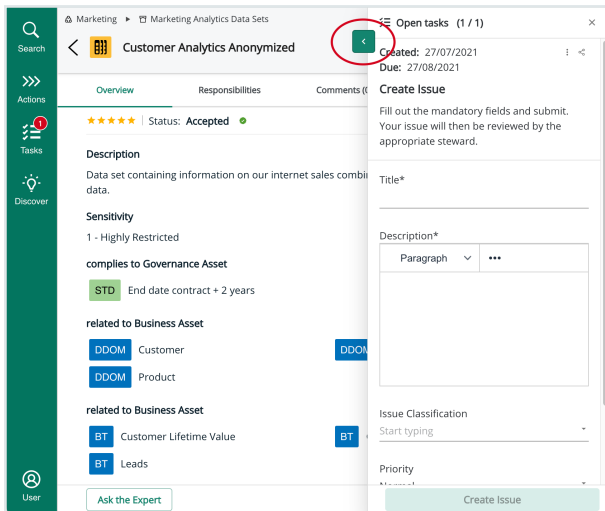 Search
Actions
1
Tasks
Discover
User
Marketing ▸ Marketing Analytics Data Sets
Customer Analytics Anonymized
Overview Responsibilities Comments (0
Status: Accepted
Description
Data set containing information on our internet sales combi
data.
Sensitivity
1 - Highly Restricted
complies to Governance Asset
STD End date contract + 2 years
related to Business Asset
DDOM Customer DDOM
DDOM Product
related to Business Asset
BT Customer Lifetime Value BT
BT Leads
Ask the Expert
Open tasks (1 / 1)
Created: 27/07/2021
Due: 27/08/2021
Create Issue
Fill out the mandatory fields and submit.
Your issue will then be reviewed by the
appropriate steward.
Title*
Description*
Paragraph •••
Issue Classification
Start typing
Priority
Normal
Create Issue